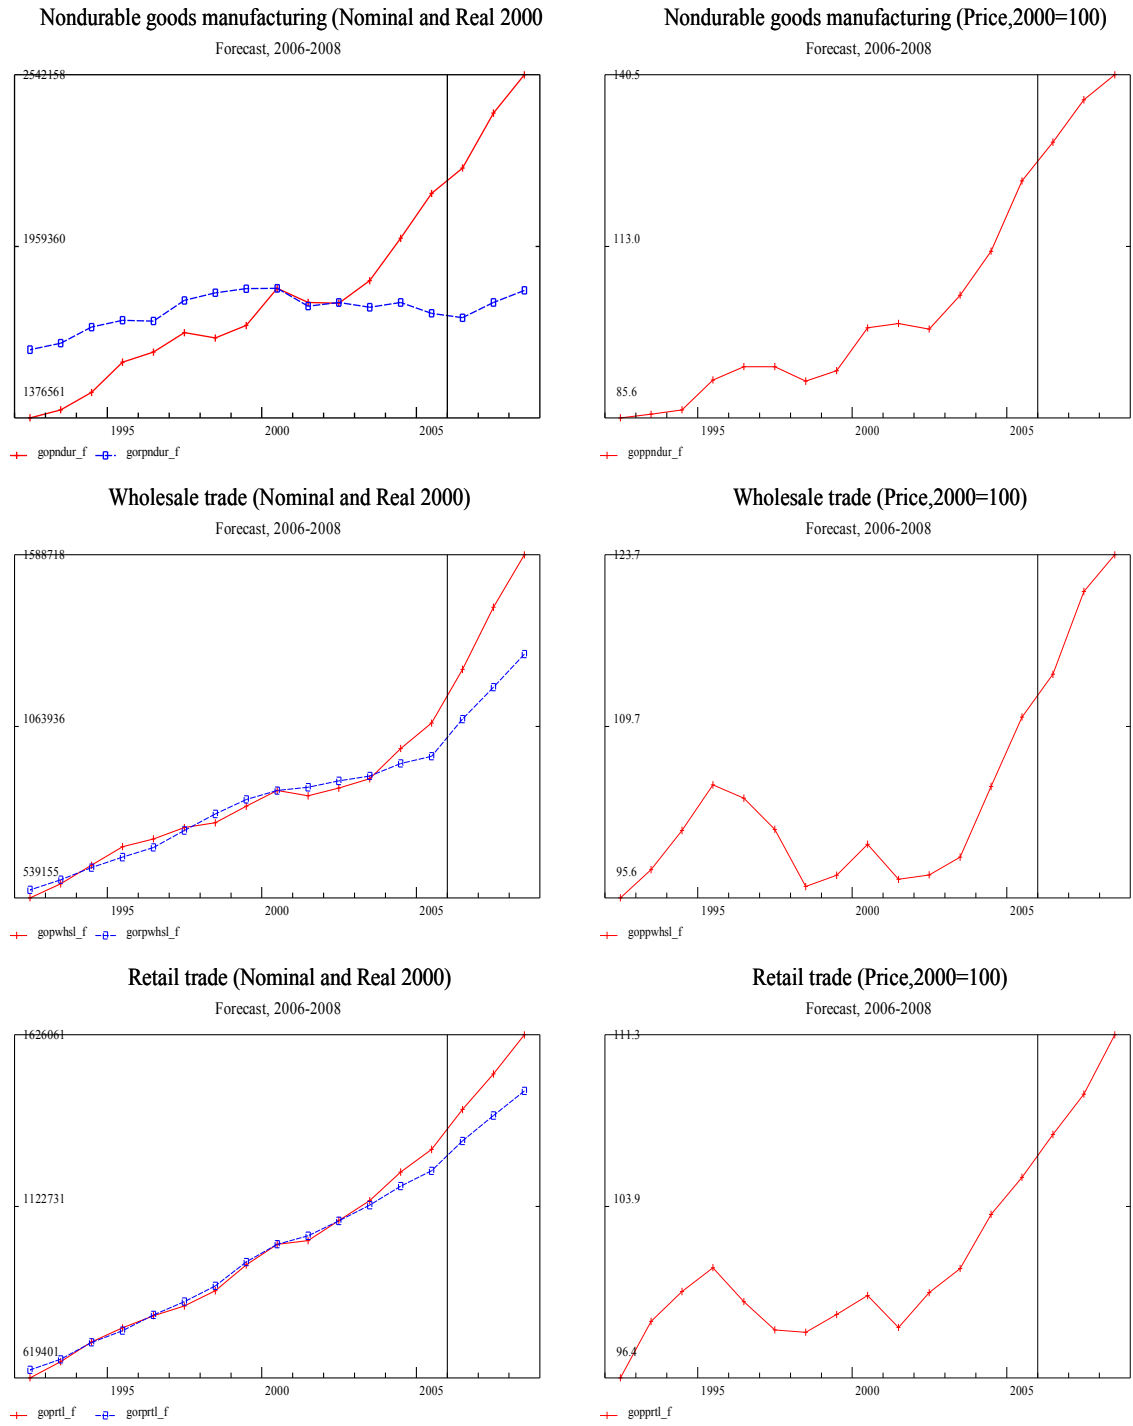 Nondurable goods manufacturing (Nominal and Real 2000
Forecast, 2006-2008
2542158
1959360
1376561
1995 2000 2005
gopndur_f gorpndur_f
Nondurable goods manufacturing (Price,2000=100)
Forecast, 2006-2008
140.5
113.0
85.6
1995 2000 2005
goppndur_f
Wholesale trade (Nominal and Real 2000)
Forecast, 2006-2008
1588718
1063936
539155
1995 2000 2005
gopwhsl_f gorpwhsl_f
Wholesale trade (Price,2000=100)
Forecast, 2006-2008
123.7
109.7
95.6
1995 2000 2005
goppwhsl_f
Retail trade (Nominal and Real 2000)
Forecast, 2006-2008
1626061
1122731
619401
1995 2000 2005
goprtl_f gorprtl_f
Retail trade (Price,2000=100)
Forecast, 2006-2008
111.3
103.9
96.4
1995 2000 2005
gopprtl_f